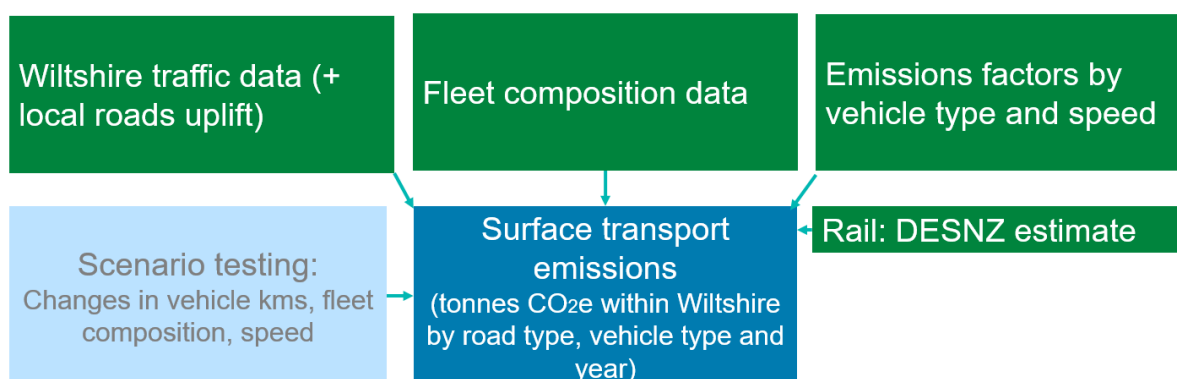 Wiltshire traffic data (+
local roads uplift)
Fleet composition data
Emissions factors by
vehicle type and speed
Scenario testing:
Changes in vehicle kms, fleet
composition, speed
Surface transport
emissions
(tonnes CO2e within Wiltshire
by road type, vehicle type and
year)
Rail: DESNZ estimate